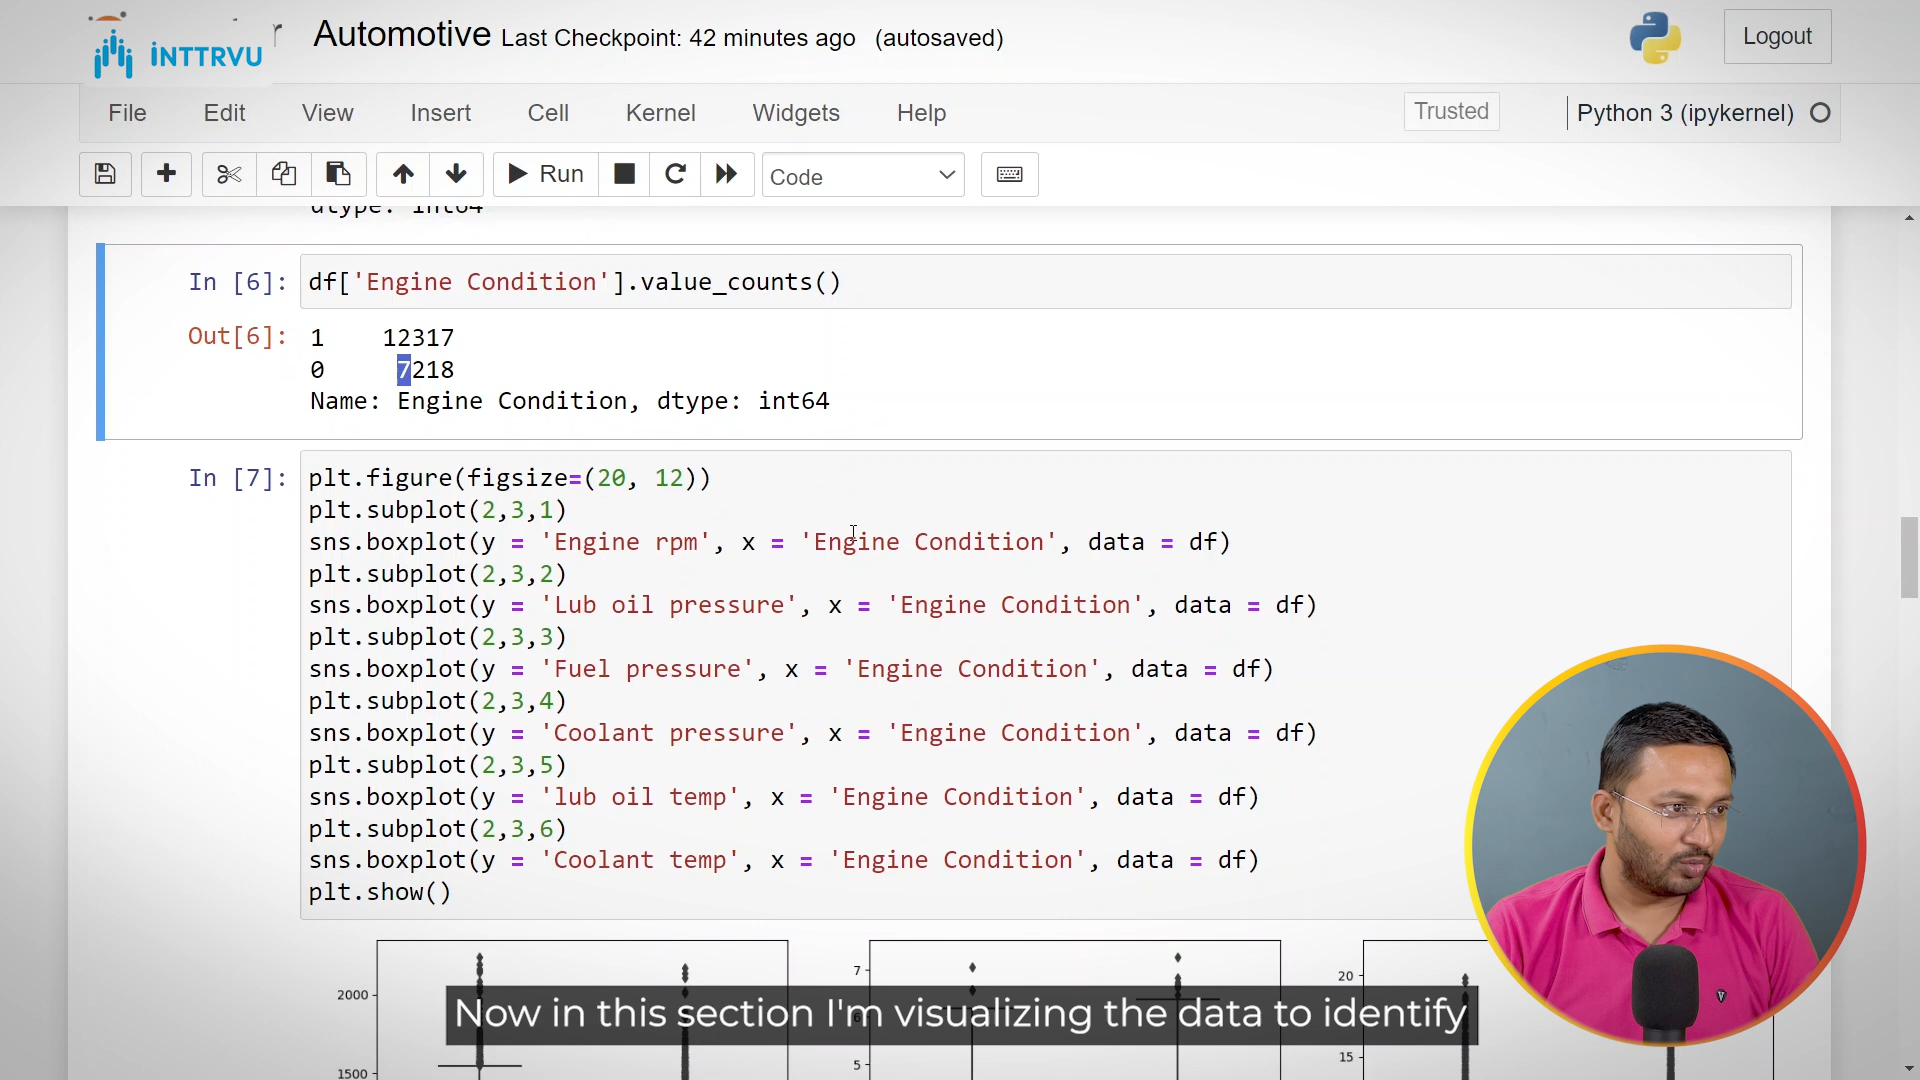 iNTTRVU
Automotive Last Checkpoint: 42 minutes ago (autosaved)
Logout
File Edit View Insert Cell Kernel Widgets Help
Trusted
Python 3 (ipykernel)
Run
Code
dtype: int64
In [6]: df['Engine Condition'].value_counts()
Out[6]: 1 12317
0 7218
Name: Engine Condition, dtype: int64
In [7]: plt.figure(figsize=(20, 12))
plt.subplot(2,3,1)
sns.boxplot(y = 'Engine rpm', x = 'Engine Condition', data = df)
plt.subplot(2,3,2)
sns.boxplot(y = 'Lub oil pressure', x = 'Engine Condition', data = df)
plt.subplot(2,3,3)
sns.boxplot(y = 'Fuel pressure', x = 'Engine Condition', data = df)
plt.subplot(2,3,4)
sns.boxplot(y = 'Coolant pressure', x = 'Engine Condition', data = df)
plt.subplot(2,3,5)
sns.boxplot(y = 'lub oil temp', x = 'Engine Condition', data = df)
plt.subplot(2,3,6)
sns.boxplot(y = 'Coolant temp', x = 'Engine Condition', data = df)
plt.show()
7
20
2000
Now in this section I'm visualizing the data to identify
1500
5
15